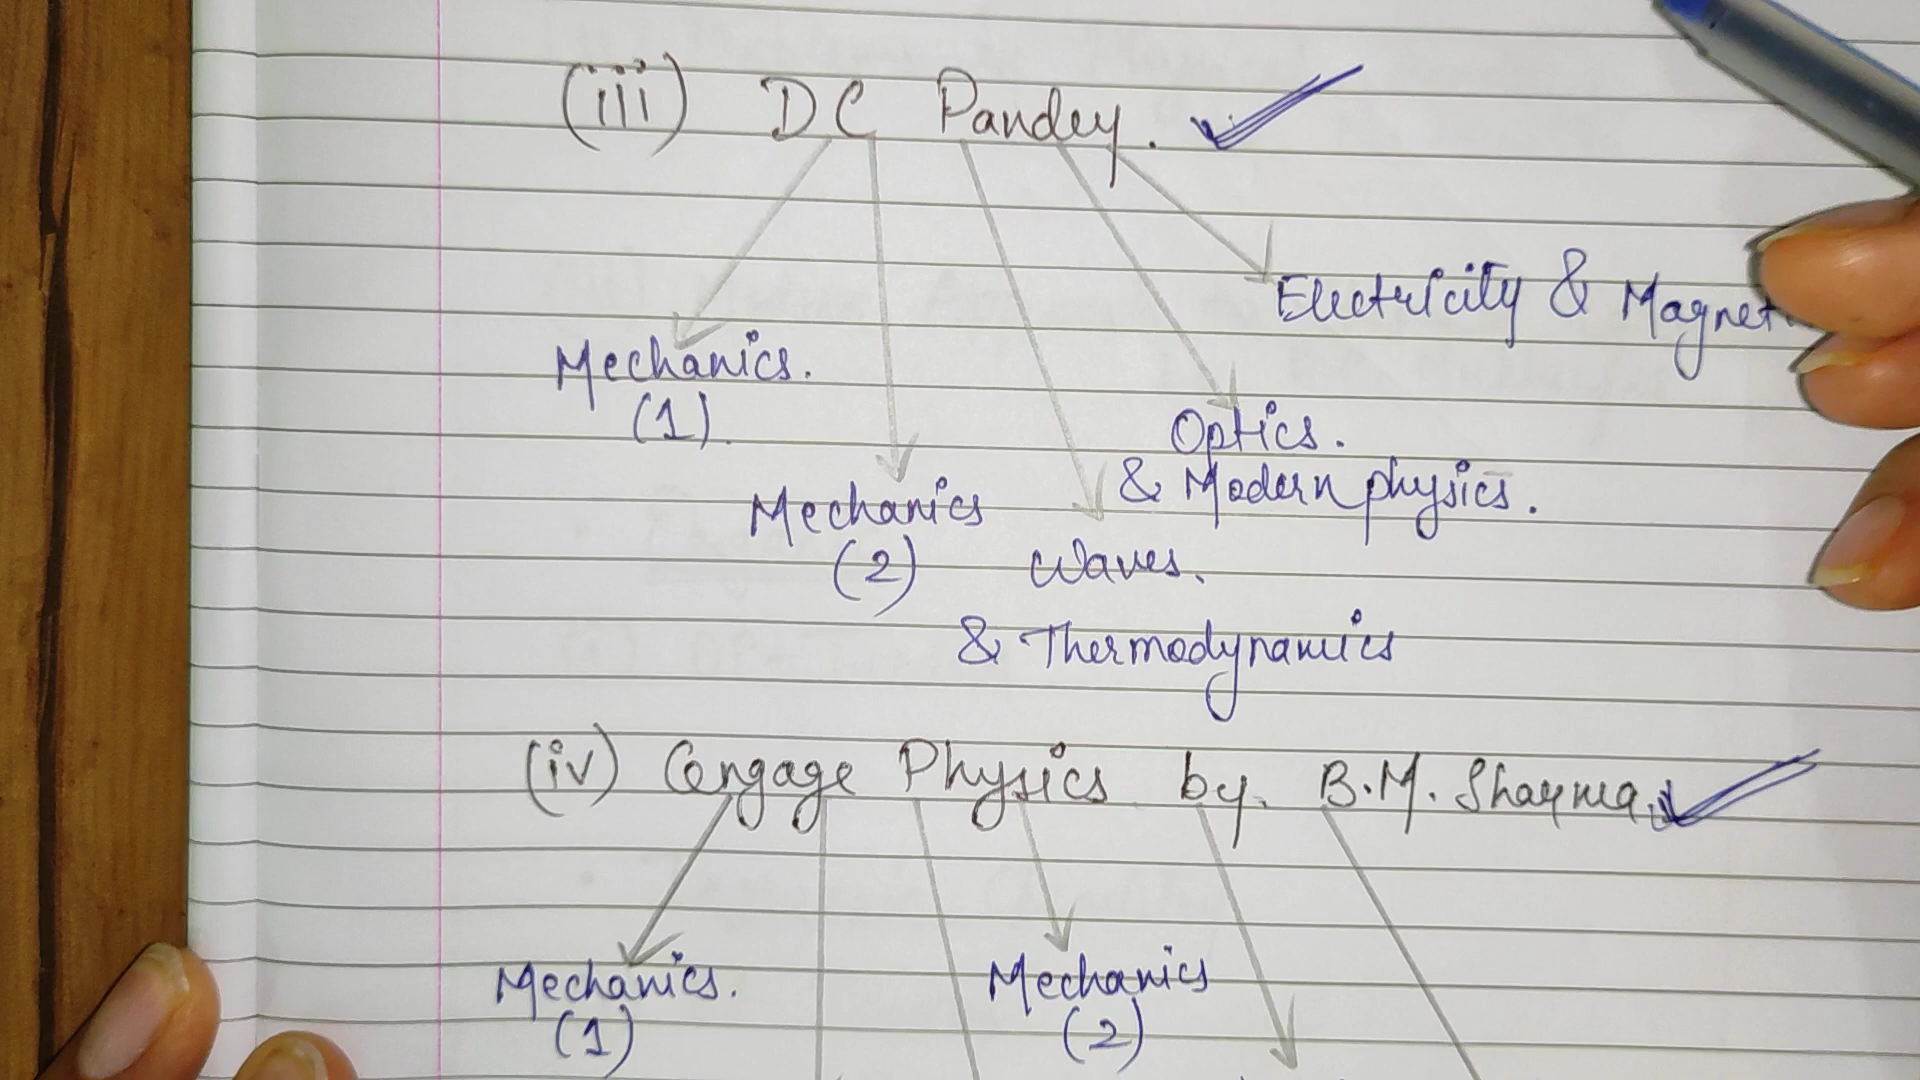 (iii) DC Pandey.
Electricity & Magnet
Mechanics.
(1).
Optics.
& Modern physics.
Mechanics
(2)
Waves.
& Thermodynamics
(iv) Cengage Physics by. B.M. Sharma.
Mechanics.
(1)
Mechanics
(2)